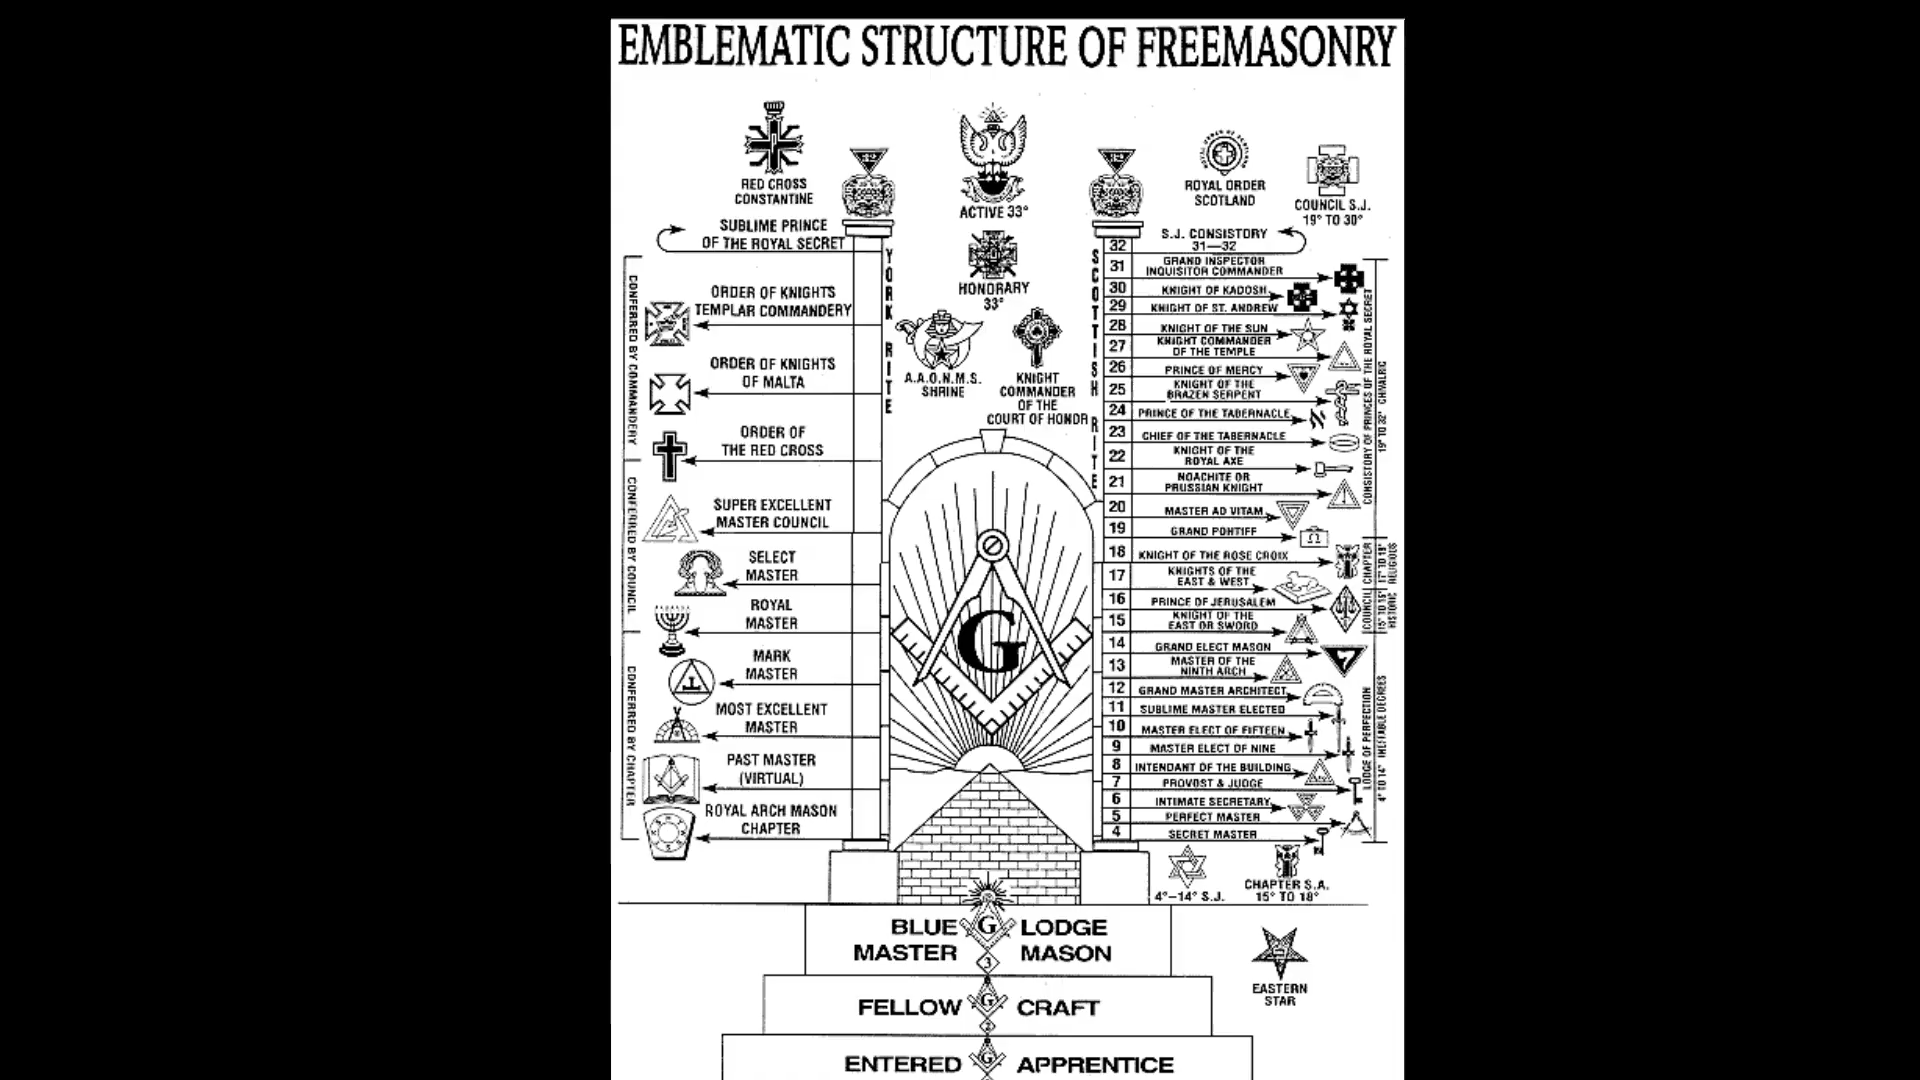 EMBLEMATIC STRUCTURE OF FREEMASONRY
RED CROSS
CONSTANTINE
32
ACTIVE 33°
32
ROYAL ORDER
SCOTLAND
COUNCIL S.J.
19° TO 30°
HONORARY
33°
A.A.O.N.M.S.
SHRINE
KNIGHT
COMMANDER
OF THE
COURT OF HONOR
YORK RITE
SCOTTISH RITE
SUBLIME PRINCE
OF THE ROYAL SECRET
CONFERRED BY COMMANDERY
ORDER OF KNIGHTS
TEMPLAR COMMANDERY
ORDER OF KNIGHTS
OF MALTA
ORDER OF
THE RED CROSS
CONFERRED BY COUNCIL
SUPER EXCELLENT
MASTER COUNCIL
SELECT
MASTER
ROYAL
MASTER
CONFERRED BY CHAPTER
MARK
MASTER
MOST EXCELLENT
MASTER
PAST MASTER
(VIRTUAL)
ROYAL ARCH MASON
CHAPTER
32 S.J. CONSISTORY
31—32
31 GRAND INSPECTOR
INQUISITOR COMMANDER
30 KNIGHT OF KADOSH
29 KNIGHT OF ST. ANDREW
28 KNIGHT OF THE SUN
27 KNIGHT COMMANDER
OF THE TEMPLE
26 PRINCE OF MERCY
25 KNIGHT OF THE
BRAZEN SERPENT
24 PRINCE OF THE TABERNACLE
23 CHIEF OF THE TABERNACLE
22 KNIGHT OF THE
ROYAL AXE
21 NOACHITE OR
PRUSSIAN KNIGHT
20 MASTER AD VITAM
19 GRAND PONTIFF
Ω
18 KNIGHT OF THE ROSE CROIX
17 KNIGHTS OF THE
EAST & WEST
16 PRINCE OF JERUSALEM
15 KNIGHT OF THE
EAST OR SWORD
14 GRAND ELECT MASON
13 MASTER OF THE
NINTH ARCH
12 GRAND MASTER ARCHITECT
11 SUBLIME MASTER ELECTED
10 MASTER ELECT OF FIFTEEN
9 MASTER ELECT OF NINE
8 INTENDANT OF THE BUILDING
7 PROVOST & JUDGE
6 INTIMATE SECRETARY
5 PERFECT MASTER
4 SECRET MASTER
CONSISTORY OF PRINCES OF THE ROYAL SECRET
19° TO 32° CHIVALRIC
CHAPTER
17° TO 18°
RELIGIOUS
COUNCIL
15° TO 16°
HISTORIC
LODGE OF PERFECTION
4° TO 14° INEFFABLE DEGREES
G
4°–14° S.J.
CHAPTER S.A.
15° TO 18°
BLUE G LODGE
MASTER 3 MASON
FELLOW G CRAFT
2
ENTERED G APPRENTICE
EASTERN
STAR